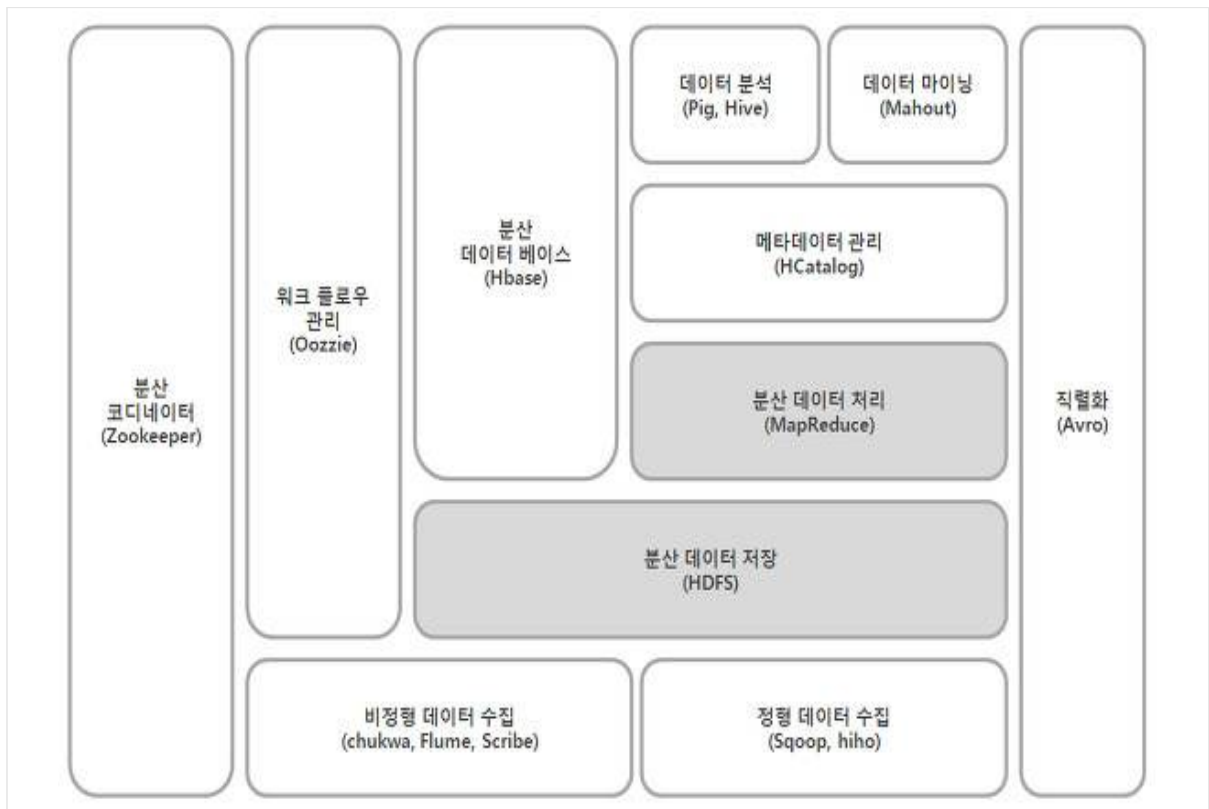 분산
코디네이터
(Zookeeper)
워크 플로우
관리
(Oozzie)
분산
데이터 베이스
(Hbase)
데이터 분석
(Pig, Hive)
데이터 마이닝
(Mahout)
메타데이터 관리
(HCatalog)
분산 데이터 처리
(MapReduce)
분산 데이터 저장
(HDFS)
비정형 데이터 수집
(chukwa, Flume, Scribe)
정형 데이터 수집
(Sqoop, hiho)
직렬화
(Avro)